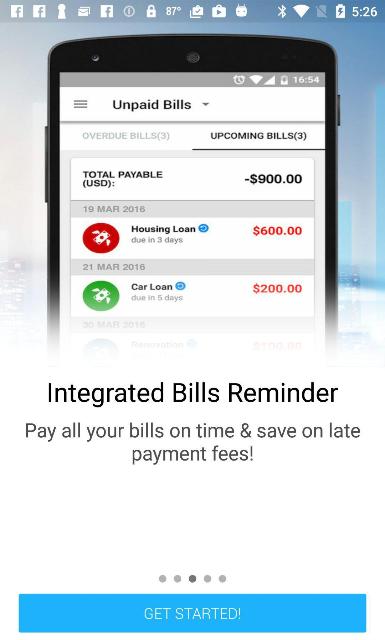 87° 5:26
16:54
Unpaid Bills
OVERDUE BILLS(3) UPCOMING BILLS(3)
TOTAL PAYABLE
(USD): -$900.00
19 MAR 2016
Housing Loan $600.00
due in 3 days
21 MAR 2016
Car Loan $200.00
due in 5 days
30 MAR 2016
Renovation $100.00
Integrated Bills Reminder
Pay all your bills on time & save on late
payment fees!
GET STARTED!